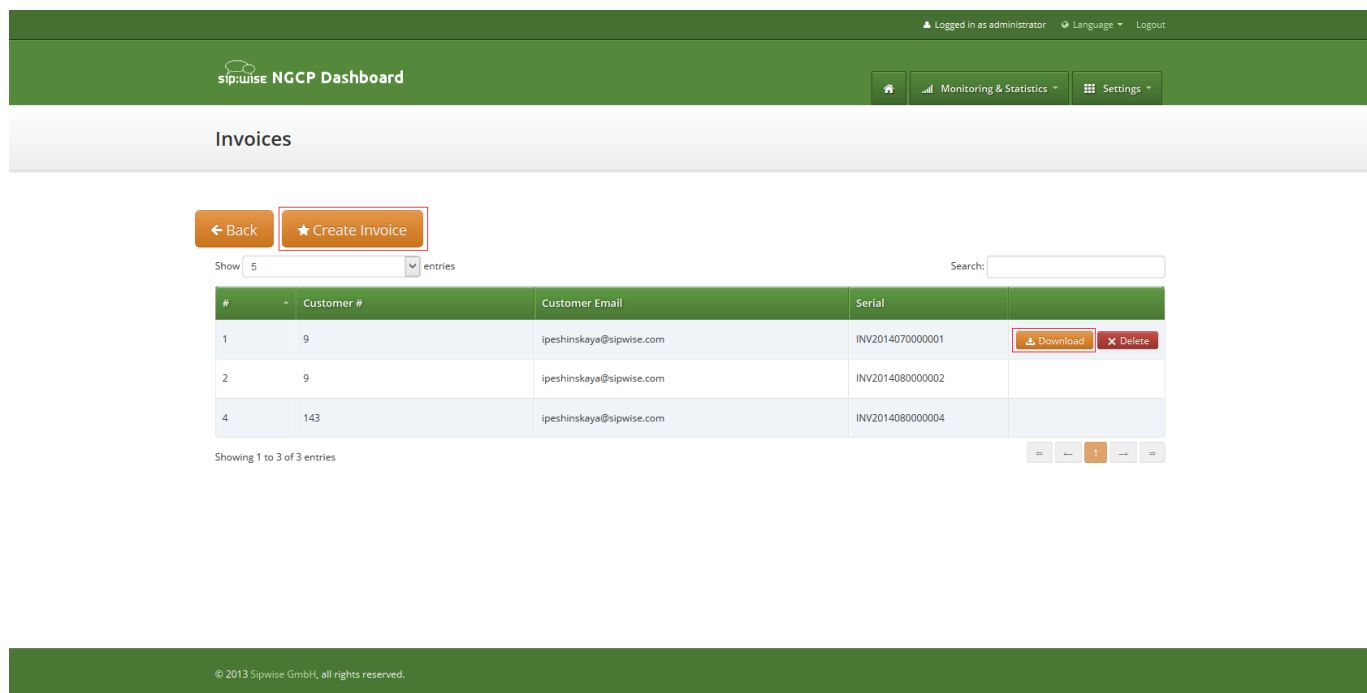 Logged in as administrator Language Logout
sip:wise NGCP Dashboard
Monitoring & Statistics Settings
Invoices
Back Create Invoice
Show 5 entries Search:
# Customer # Customer Email Serial
1 9 ipeshinskaya@sipwise.com INV2014070000001 Download Delete
2 9 ipeshinskaya@sipwise.com INV2014080000002
4 143 ipeshinskaya@sipwise.com INV2014080000004
Showing 1 to 3 of 3 entries ⇐ ← 1 → ⇒
© 2013 Sipwise GmbH, all rights reserved.